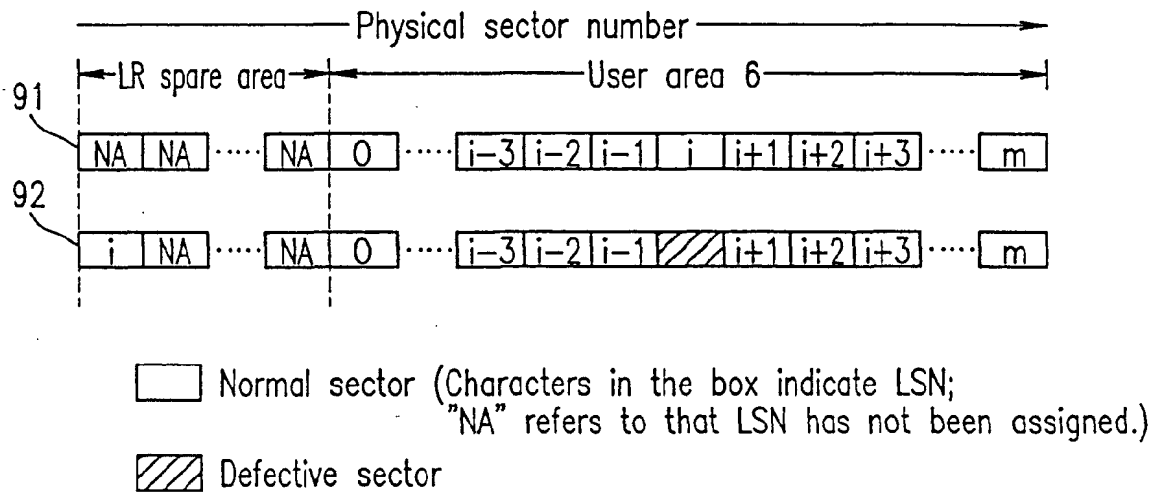 Physical sector number
LR spare area User area 6
91
NA NA ..... NA 0 ..... i-3 i-2 i-1 i i+1 i+2 i+3 ..... m
92
i NA ..... NA 0 ..... i-3 i-2 i-1 i+1 i+2 i+3 ..... m
Normal sector (Characters in the box indicate LSN;
"NA" refers to that LSN has not been assigned.)
Defective sector